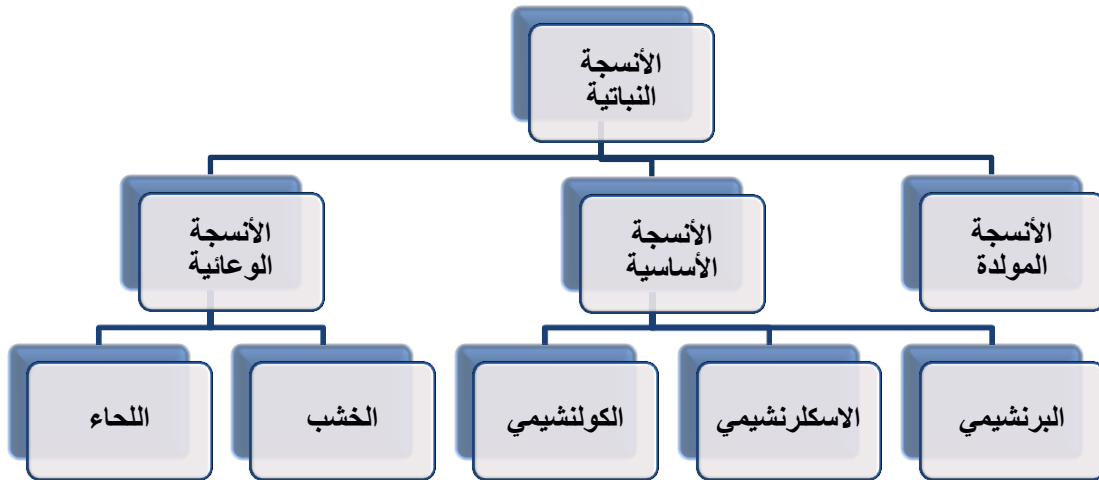 الأنسجة
النباتية
الأنسجة
المولدة
الأنسجة
الأساسية
الأنسجة
الوعائية
البرنشيمي
الاسكلرنشيمي
الكولنشيمي
الخشب
اللحاء